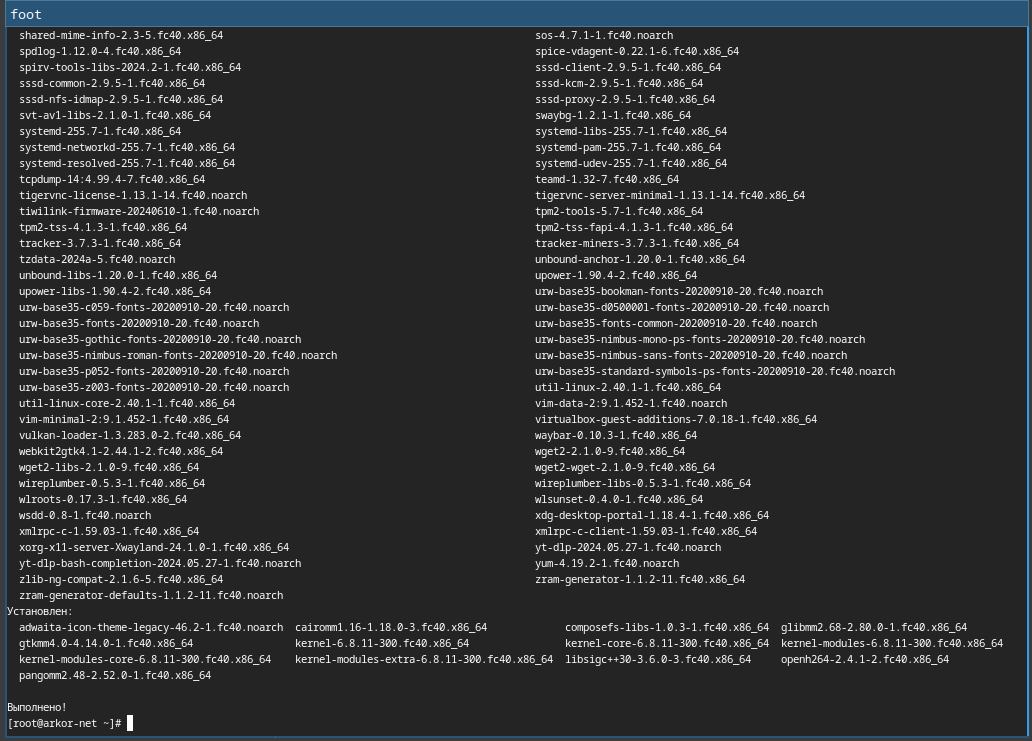 foot
shared-mime-info-2.3-5.fc40.x86_64 sos-4.7.1-1.fc40.noarch
spdlog-1.12.0-4.fc40.x86_64 spice-vdagent-0.22.1-6.fc40.x86_64
spirv-tools-libs-2024.2-1.fc40.x86_64 sssd-client-2.9.5-1.fc40.x86_64
sssd-common-2.9.5-1.fc40.x86_64 sssd-kcm-2.9.5-1.fc40.x86_64
sssd-nfs-idmap-2.9.5-1.fc40.x86_64 sssd-proxy-2.9.5-1.fc40.x86_64
svt-av1-libs-2.1.0-1.fc40.x86_64 swaybg-1.2.1-1.fc40.x86_64
systemd-255.7-1.fc40.x86_64 systemd-libs-255.7-1.fc40.x86_64
systemd-networkd-255.7-1.fc40.x86_64 systemd-pam-255.7-1.fc40.x86_64
systemd-resolved-255.7-1.fc40.x86_64 systemd-udev-255.7-1.fc40.x86_64
tcpdump-14:4.99.4-7.fc40.x86_64 teamd-1.32-7.fc40.x86_64
tigervnc-license-1.13.1-14.fc40.noarch tigervnc-server-minimal-1.13.1-14.fc40.x86_64
tiwilink-firmware-20240610-1.fc40.noarch tpm2-tools-5.7-1.fc40.x86_64
tpm2-tss-4.1.3-1.fc40.x86_64 tpm2-tss-fapi-4.1.3-1.fc40.x86_64
tracker-3.7.3-1.fc40.x86_64 tracker-miners-3.7.3-1.fc40.x86_64
tzdata-2024a-5.fc40.noarch unbound-anchor-1.20.0-1.fc40.x86_64
unbound-libs-1.20.0-1.fc40.x86_64 upower-1.90.4-2.fc40.x86_64
upower-libs-1.90.4-2.fc40.x86_64 urw-base35-bookman-fonts-20200910-20.fc40.noarch
urw-base35-c059-fonts-20200910-20.fc40.noarch urw-base35-d050000l-fonts-20200910-20.fc40.noarch
urw-base35-fonts-20200910-20.fc40.noarch urw-base35-fonts-common-20200910-20.fc40.noarch
urw-base35-gothic-fonts-20200910-20.fc40.noarch urw-base35-nimbus-mono-ps-fonts-20200910-20.fc40.noarch
urw-base35-nimbus-roman-fonts-20200910-20.fc40.noarch urw-base35-nimbus-sans-fonts-20200910-20.fc40.noarch
urw-base35-p052-fonts-20200910-20.fc40.noarch urw-base35-standard-symbols-ps-fonts-20200910-20.fc40.noarch
urw-base35-z003-fonts-20200910-20.fc40.noarch util-linux-2.40.1-1.fc40.x86_64
util-linux-core-2.40.1-1.fc40.x86_64 vim-data-2:9.1.452-1.fc40.noarch
vim-minimal-2:9.1.452-1.fc40.x86_64 virtualbox-guest-additions-7.0.18-1.fc40.x86_64
vulkan-loader-1.3.283.0-2.fc40.x86_64 waybar-0.10.3-1.fc40.x86_64
webkit2gtk4.1-2.44.1-2.fc40.x86_64 wget2-2.1.0-9.fc40.x86_64
wget2-libs-2.1.0-9.fc40.x86_64 wget2-wget-2.1.0-9.fc40.x86_64
wireplumber-0.5.3-1.fc40.x86_64 wireplumber-libs-0.5.3-1.fc40.x86_64
wlroots-0.17.3-1.fc40.x86_64 wlsunset-0.4.0-1.fc40.x86_64
wsdd-0.8-1.fc40.noarch xdg-desktop-portal-1.18.4-1.fc40.x86_64
xmlrpc-c-1.59.03-1.fc40.x86_64 xmlrpc-c-client-1.59.03-1.fc40.x86_64
xorg-x11-server-Xwayland-24.1.0-1.fc40.x86_64 yt-dlp-2024.05.27-1.fc40.noarch
yt-dlp-bash-completion-2024.05.27-1.fc40.noarch yum-4.19.2-1.fc40.noarch
zlib-ng-compat-2.1.6-5.fc40.x86_64 zram-generator-1.1.2-11.fc40.x86_64
zram-generator-defaults-1.1.2-11.fc40.noarch
Установлен:
adwaita-icon-theme-legacy-46.2-1.fc40.noarch cairomm1.16-1.18.0-3.fc40.x86_64 composefs-libs-1.0.3-1.fc40.x86_64 glibmm2.68-2.80.0-1.fc40.x86_64
gtkmm4.0-4.14.0-1.fc40.x86_64 kernel-6.8.11-300.fc40.x86_64 kernel-core-6.8.11-300.fc40.x86_64 kernel-modules-6.8.11-300.fc40.x86_64
kernel-modules-core-6.8.11-300.fc40.x86_64 kernel-modules-extra-6.8.11-300.fc40.x86_64 libsigc++30-3.6.0-3.fc40.x86_64 openh264-2.4.1-2.fc40.x86_64
pangomm2.48-2.52.0-1.fc40.x86_64
Выполнено!
[root@arkor-net ~]#